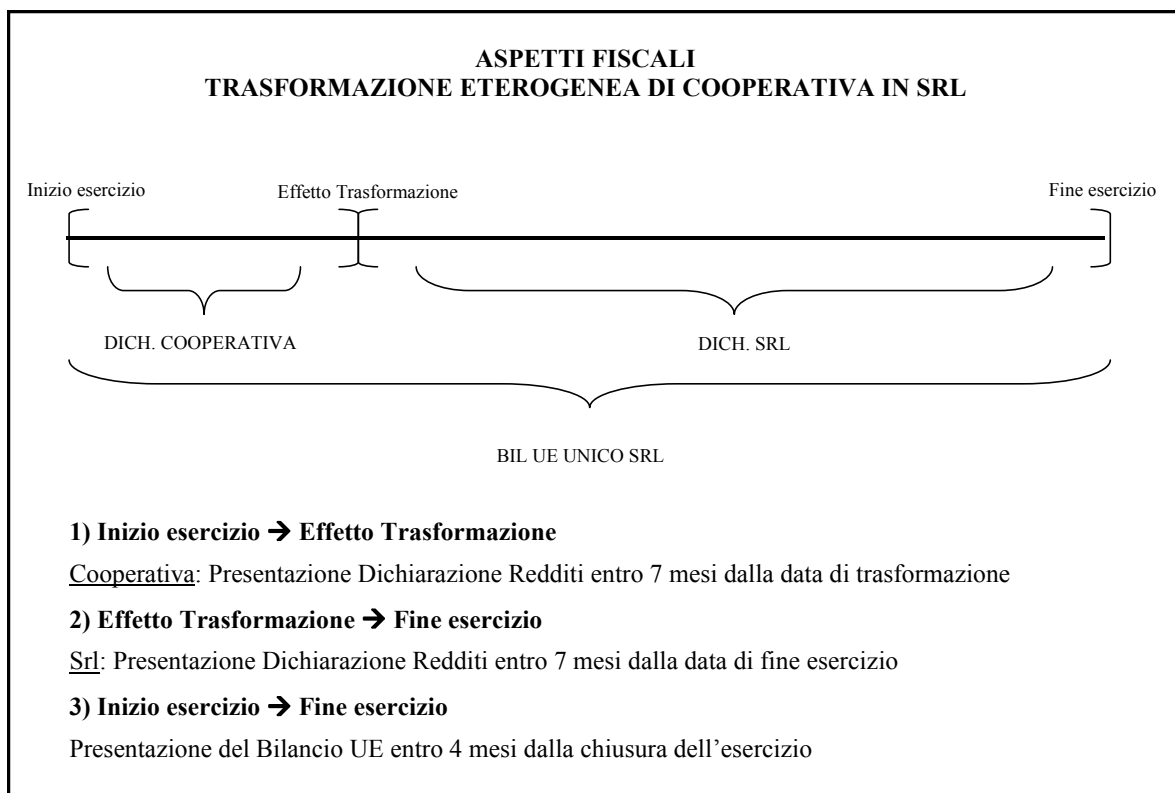 ASPETTI FISCALI
TRASFORMAZIONE ETEROGENEA DI COOPERATIVA IN SRL
Inizio esercizio
Effetto Trasformazione
Fine esercizio
DICH. COOPERATIVA
DICH. SRL
BIL UE UNICO SRL
1) Inizio esercizio → Effetto Trasformazione
Cooperativa: Presentazione Dichiarazione Redditi entro 7 mesi dalla data di trasformazione
2) Effetto Trasformazione → Fine esercizio
Srl: Presentazione Dichiarazione Redditi entro 7 mesi dalla data di fine esercizio
3) Inizio esercizio → Fine esercizio
Presentazione del Bilancio UE entro 4 mesi dalla chiusura dell’esercizio